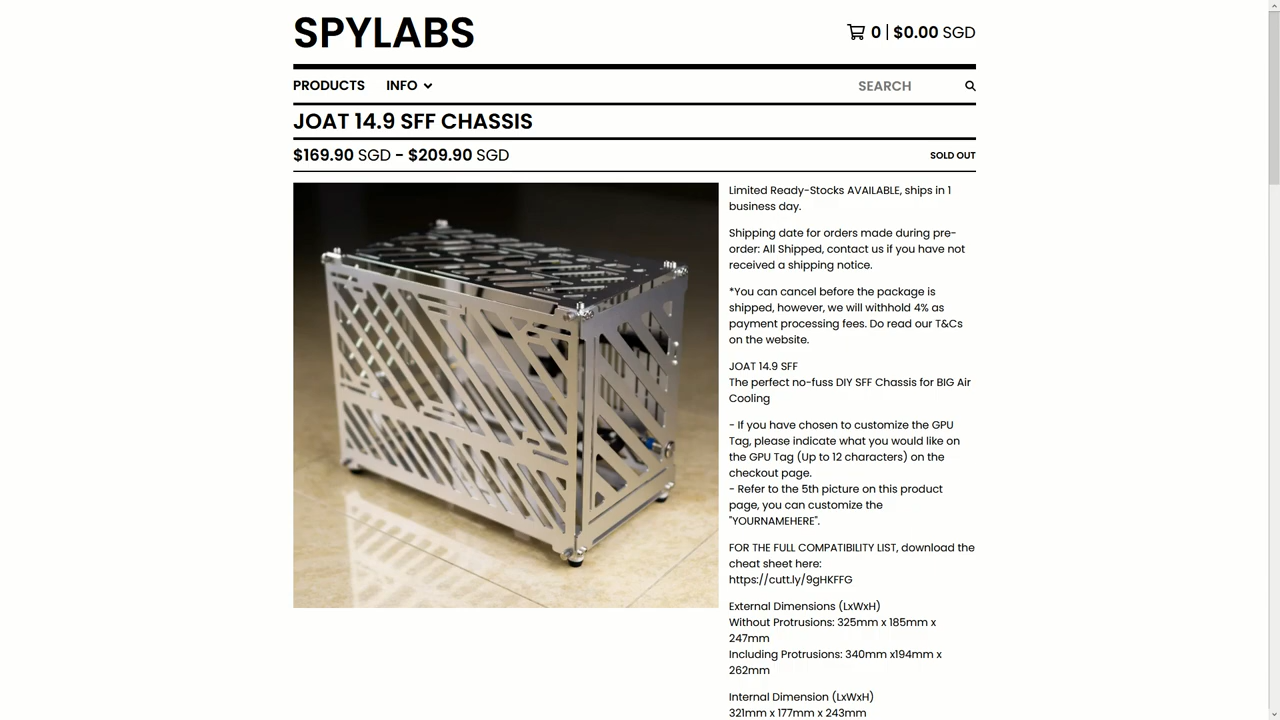 SPYLABS
0 | $0.00 SGD
PRODUCTS INFO SEARCH
JOAT 14.9 SFF CHASSIS
$169.90 SGD - $209.90 SGD SOLD OUT
Limited Ready-Stocks AVAILABLE, ships in 1
business day.
Shipping date for orders made during pre-
order: All Shipped, contact us if you have not
received a shipping notice.
*You can cancel before the package is
shipped, however, we will withhold 4% as
payment processing fees. Do read our T&Cs
on the website.
JOAT 14.9 SFF
The perfect no-fuss DIY SFF Chassis for BIG Air
Cooling
- If you have chosen to customize the GPU
Tag, please indicate what you would like on
the GPU Tag (Up to 12 characters) on the
checkout page.
- Refer to the 5th picture on this product
page, you can customize the
"YOURNAMEHERE".
FOR THE FULL COMPATIBILITY LIST, download the
cheat sheet here:
https://cutt.ly/9gHKFFG
External Dimensions (LxWxH)
Without Protrusions: 325mm x 185mm x
247mm
Including Protrusions: 340mm x194mm x
262mm
Internal Dimension (LxWxH)
321mm x 177mm x 243mm